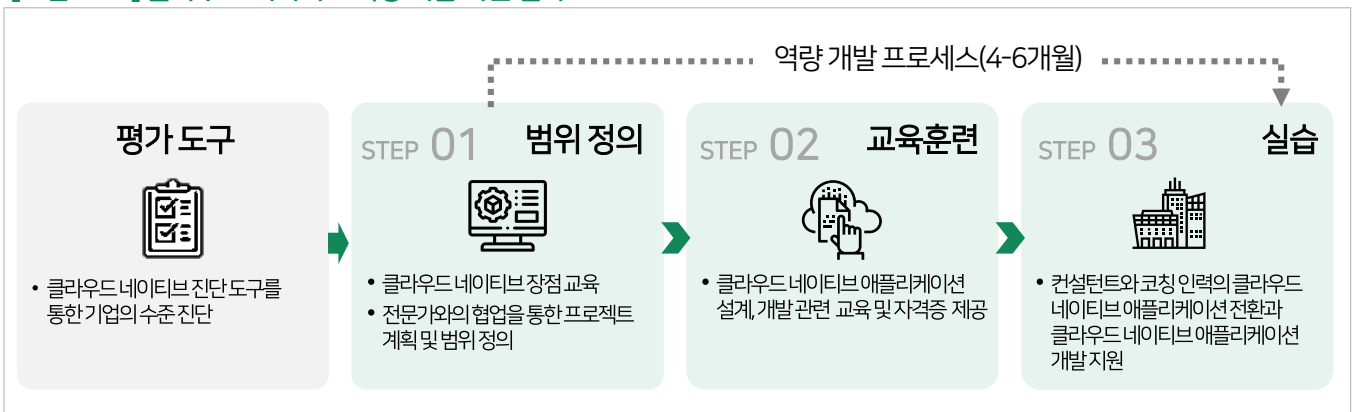 역량 개발 프로세스(4-6개월)
평가 도구
• 클라우드 네이티브 진단 도구를
통한 기업의 수준 진단
STEP 01 범위 정의
• 클라우드 네이티브 장점 교육
• 전문가와의 협업을 통한 프로젝트
계획 및 범위 정의
STEP 02 교육훈련
• 클라우드 네이티브 애플리케이션
설계, 개발 관련 교육 및 자격증 제공
STEP 03 실습
• 컨설턴트와 코칭 인력의 클라우드
네이티브 애플리케이션 전환과
클라우드 네이티브 애플리케이션
개발 지원